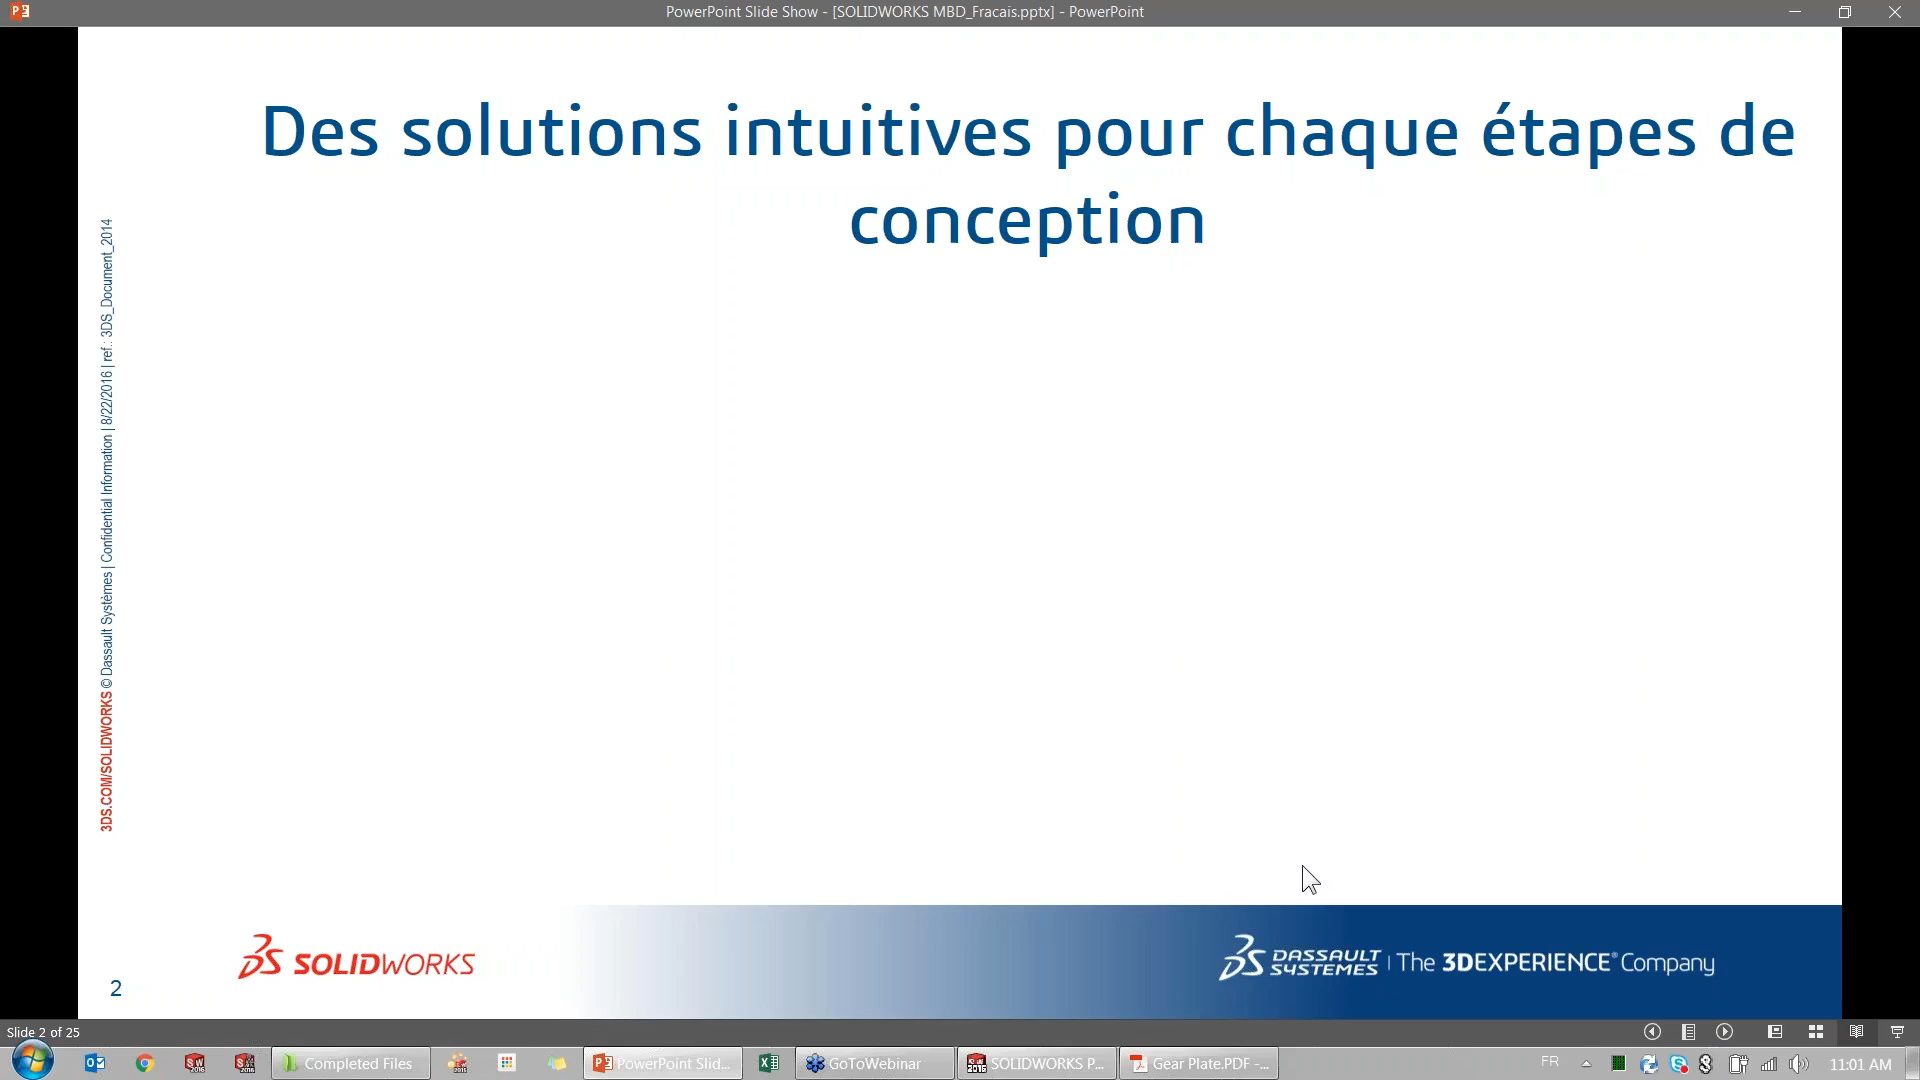 PowerPoint Slide Show - [SOLIDWORKS MBD_Fracais.pptx] - PowerPoint
Des solutions intuitives pour chaque étapes de
conception
3DS.COM/SOLIDWORKS © Dassault Systèmes | Confidential Information | 8/22/2016 | ref.: 3DS_Document_2014
SOLIDWORKS
DASSAULT
SYSTEMES
The 3DEXPERIENCE® Company
2
Slide 2 of 25
Completed Files
PowerPoint Slid...
GoToWebinar
SOLIDWORKS P...
Gear Plate.PDF -...
FR
11:01 AM